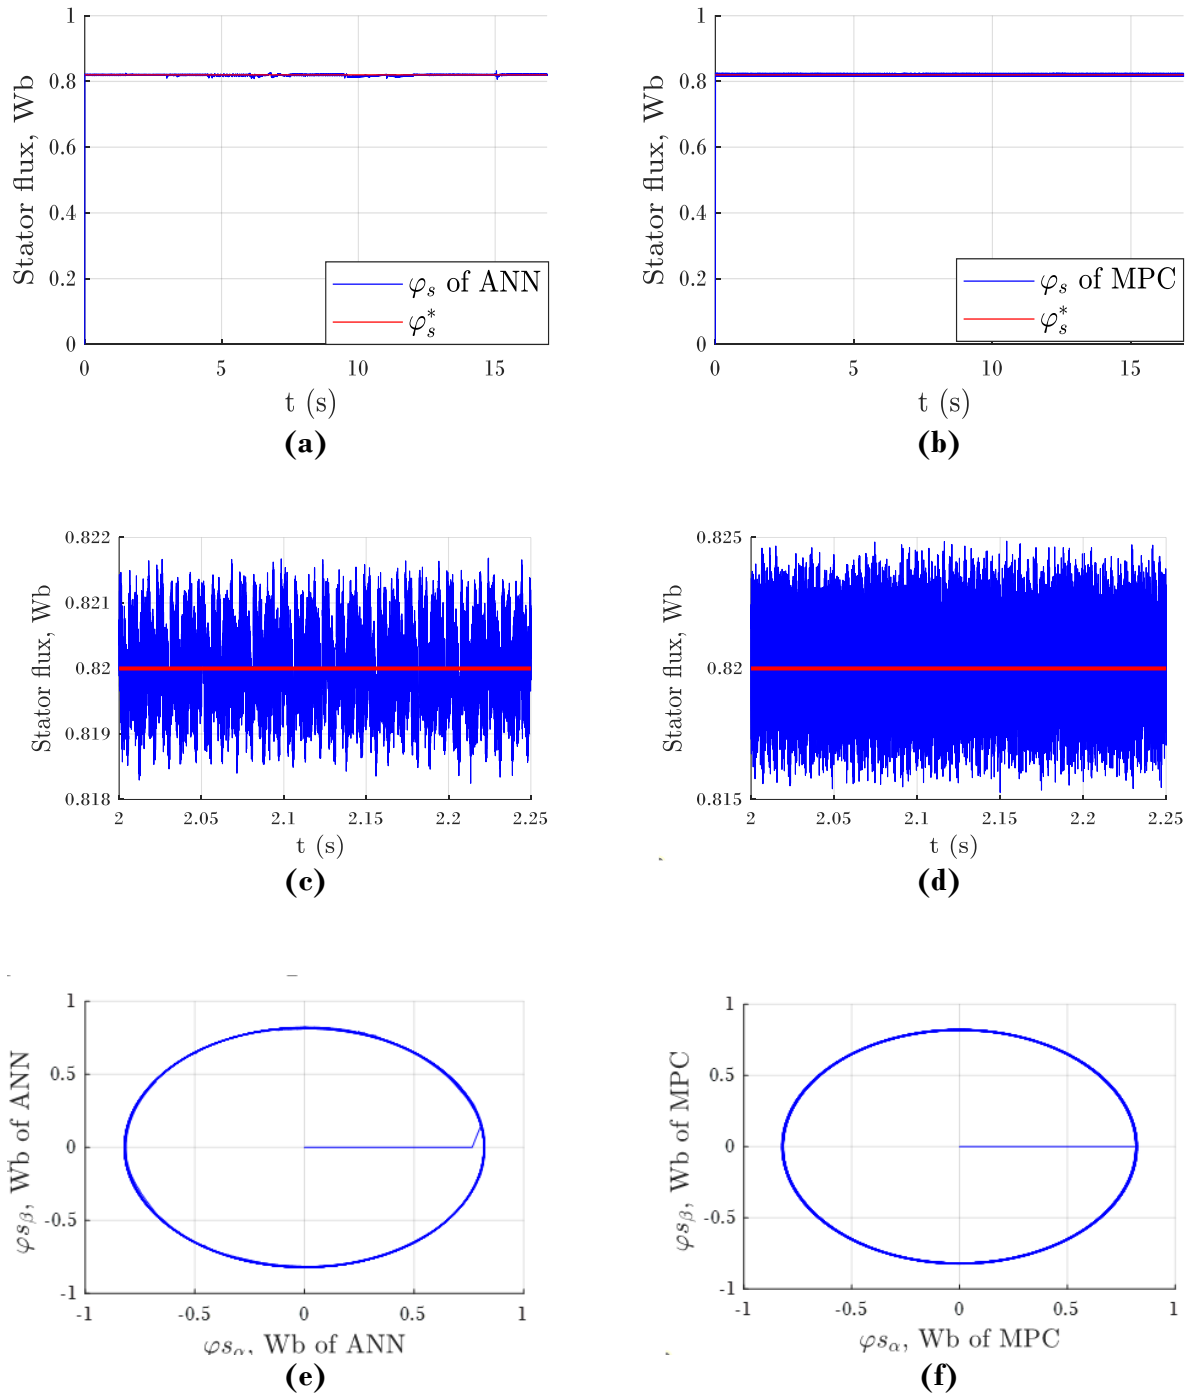 1
0.8
0.6
0.4
0.2
0
Stator flux, Wb
φs of ANN
φs*
0 5 10 15
t (s)
(a)
1
0.8
0.6
0.4
0.2
0
Stator flux, Wb
φs of MPC
φs*
0 5 10 15
t (s)
(b)
0.822
0.821
0.82
0.819
0.818
Stator flux, Wb
2 2.05 2.1 2.15 2.2 2.25
t (s)
(c)
0.825
0.82
0.815
Stator flux, Wb
2 2.05 2.1 2.15 2.2 2.25
t (s)
(d)
1
0.5
0
-0.5
-1
φsβ, Wb of ANN
-1 -0.5 0 0.5 1
φsα, Wb of ANN
(e)
1
0.5
0
-0.5
-1
φsβ, Wb of MPC
-1 -0.5 0 0.5 1
φsα, Wb of MPC
(f)